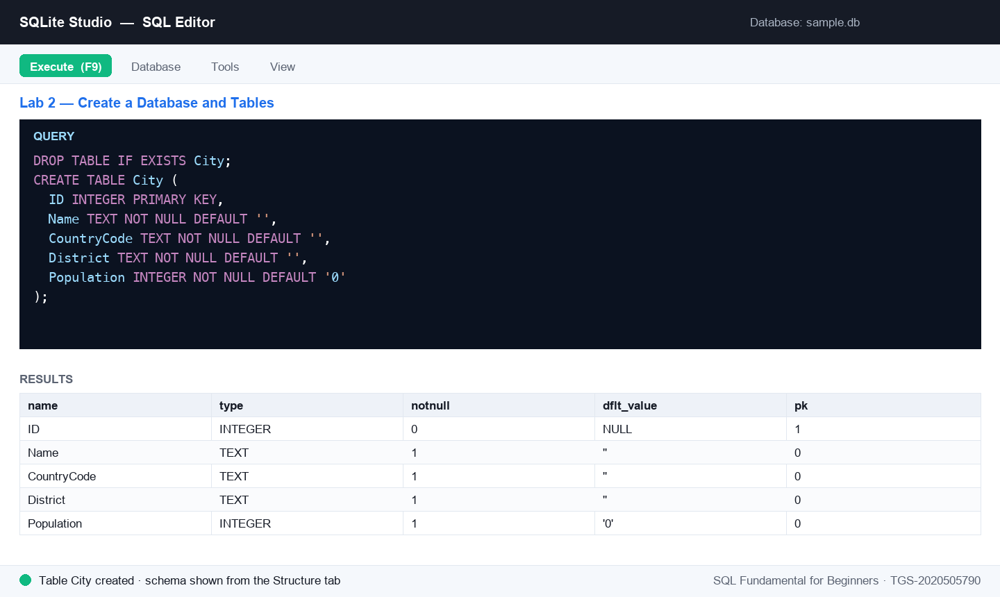 SQLite Studio — SQL Editor
Database: sample.db
Execute (F9) Database Tools View
Lab 2 — Create a Database and Tables
QUERY
DROP TABLE IF EXISTS City;
CREATE TABLE City (
  ID INTEGER PRIMARY KEY,
  Name TEXT NOT NULL DEFAULT '',
  CountryCode TEXT NOT NULL DEFAULT '',
  District TEXT NOT NULL DEFAULT '',
  Population INTEGER NOT NULL DEFAULT '0'
);
RESULTS
name type notnull dflt_value pk
ID INTEGER 0 NULL 1
Name TEXT 1 '' 0
CountryCode TEXT 1 '' 0
District TEXT 1 '' 0
Population INTEGER 1 '0' 0
Table City created · schema shown from the Structure tab
SQL Fundamental for Beginners · TGS-2020505790